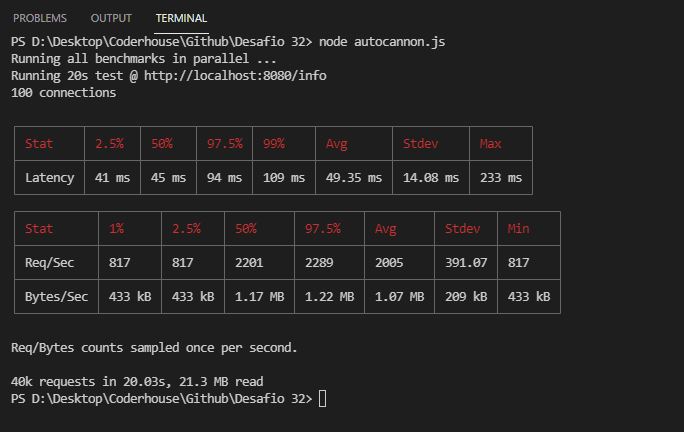 PROBLEMS OUTPUT TERMINAL
PS D:\Desktop\Coderhouse\Github\Desafio 32> node autocannon.js
Running all benchmarks in parallel ...
Running 20s test @ http://localhost:8080/info
100 connections
Stat 2.5% 50% 97.5% 99% Avg Stdev Max
Latency 41 ms 45 ms 94 ms 109 ms 49.35 ms 14.08 ms 233 ms
Stat 1% 2.5% 50% 97.5% Avg Stdev Min
Req/Sec 817 817 2201 2289 2005 391.07 817
Bytes/Sec 433 kB 433 kB 1.17 MB 1.22 MB 1.07 MB 209 kB 433 kB
Req/Bytes counts sampled once per second.
40k requests in 20.03s, 21.3 MB read
PS D:\Desktop\Coderhouse\Github\Desafio 32>